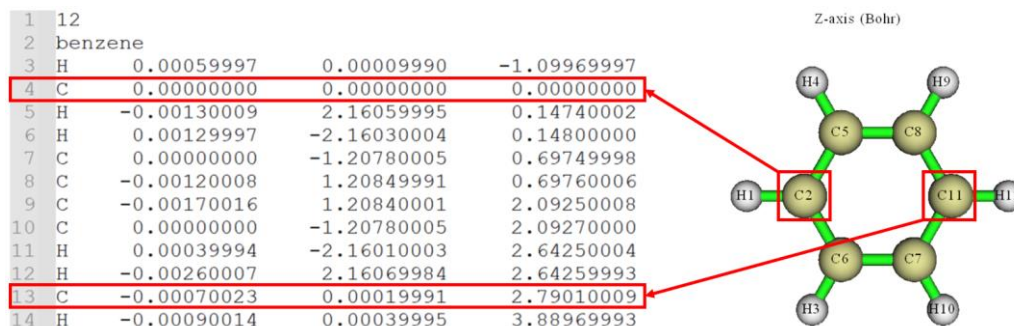 1 12
2 benzene
3 H 0.00059997 0.00009990 -1.09969997
4 C 0.00000000 0.00000000 0.00000000
5 H -0.00130009 2.16059995 0.14740002
6 H 0.00129997 -2.16030004 0.14800000
7 C 0.00000000 -1.20780005 0.69749998
8 C -0.00120008 1.20849991 0.69760006
9 C -0.00170016 1.20840001 2.09250008
10 C 0.00000000 -1.20780005 2.09270000
11 H 0.00039994 -2.16010003 2.64250004
12 H -0.00260007 2.16069984 2.64259993
13 C -0.00070023 0.00019991 2.79010009
14 H -0.00090014 0.00039995 3.88969993
Z-axis (Bohr)
H4 H9
C5 C8
H1 C2 C11
C6 C7
H3 H10